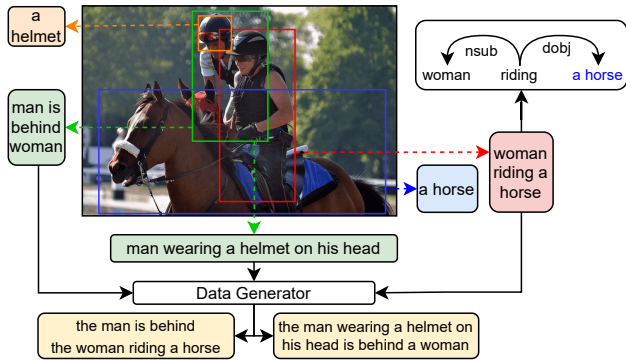 a
helmet
man is
behind
woman
nsub
dobj
woman
riding
a horse
woman
riding a
horse
a horse
man wearing a helmet on his head
Data Generator
the man is behind
the woman riding a horse
the man wearing a helmet on
his head is behind a woman